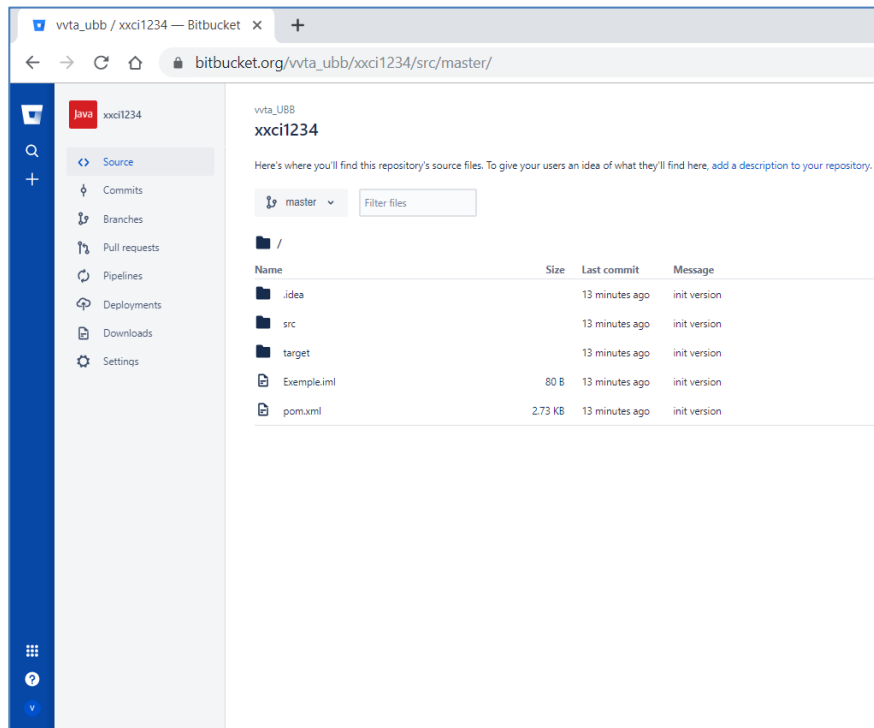 vvta_ubb / xxci1234 — Bitbucket
bitbucket.org/vvta_ubb/xxci1234/src/master/
Java xxci1234
Source
Commits
Branches
Pull requests
Pipelines
Deployments
Downloads
Settings
vvta_UBB
xxci1234
Here's where you'll find this repository's source files. To give your users an idea of what they'll find here, add a description to your repository.
master Filter files
/
Name Size Last commit Message
.idea 13 minutes ago init version
src 13 minutes ago init version
target 13 minutes ago init version
Exemple.iml 80 B 13 minutes ago init version
pom.xml 2.73 KB 13 minutes ago init version
?
V